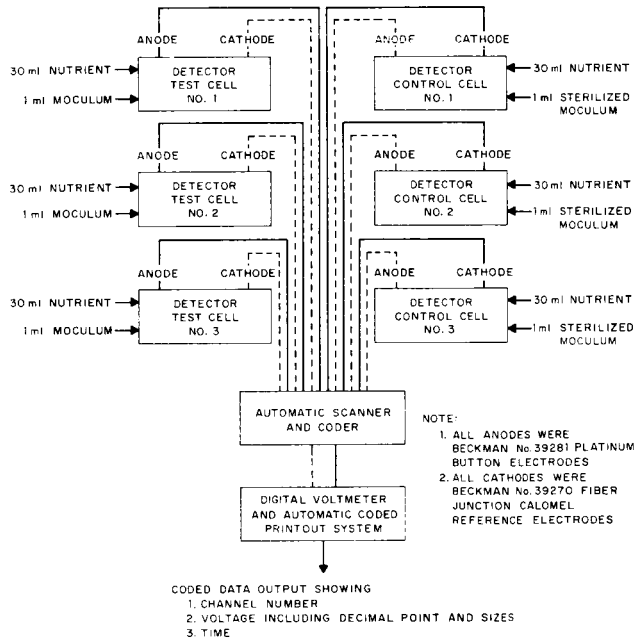 ANODE CATHODE
ANODE CATHODE
30 ml NUTRIENT
1 ml MOCULUM
DETECTOR
TEST CELL
NO. 1
DETECTOR
CONTROL CELL
NO. 1
30 ml NUTRIENT
1 ml STERILIZED
MOCULUM
ANODE CATHODE
ANODE CATHODE
30 ml NUTRIENT
1 ml MOCULUM
DETECTOR
TEST CELL
NO. 2
DETECTOR
CONTROL CELL
NO. 2
30 ml NUTRIENT
1 ml STERILIZED
MOCULUM
ANODE CATHODE
ANODE CATHODE
30 ml NUTRIENT
1 ml MOCULUM
DETECTOR
TEST CELL
NO. 3
DETECTOR
CONTROL CELL
NO. 3
30 ml NUTRIENT
1 ml STERILIZED
MOCULUM
AUTOMATIC SCANNER
AND CODER
DIGITAL VOLTMETER
AND AUTOMATIC CODED
PRINTOUT SYSTEM
NOTE:
1. ALL ANODES WERE
BECKMAN No. 39281 PLATINUM
BUTTON ELECTRODES
2. ALL CATHODES WERE
BECKMAN No. 39270 FIBER
JUNCTION CALOMEL
REFERENCE ELECTRODES
CODED DATA OUTPUT SHOWING
1. CHANNEL NUMBER
2. VOLTAGE INCLUDING DECIMAL POINT AND SIZES
3. TIME